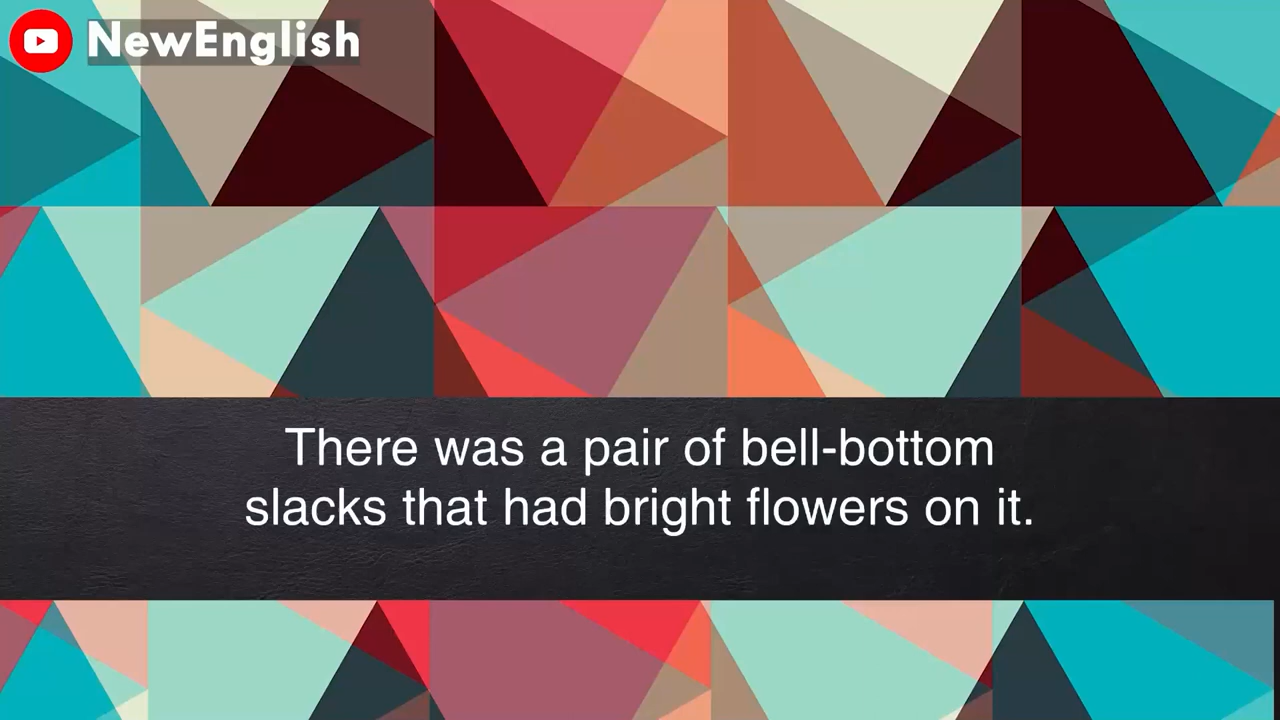 NewEnglish
There was a pair of bell-bottom
slacks that had bright flowers on it.